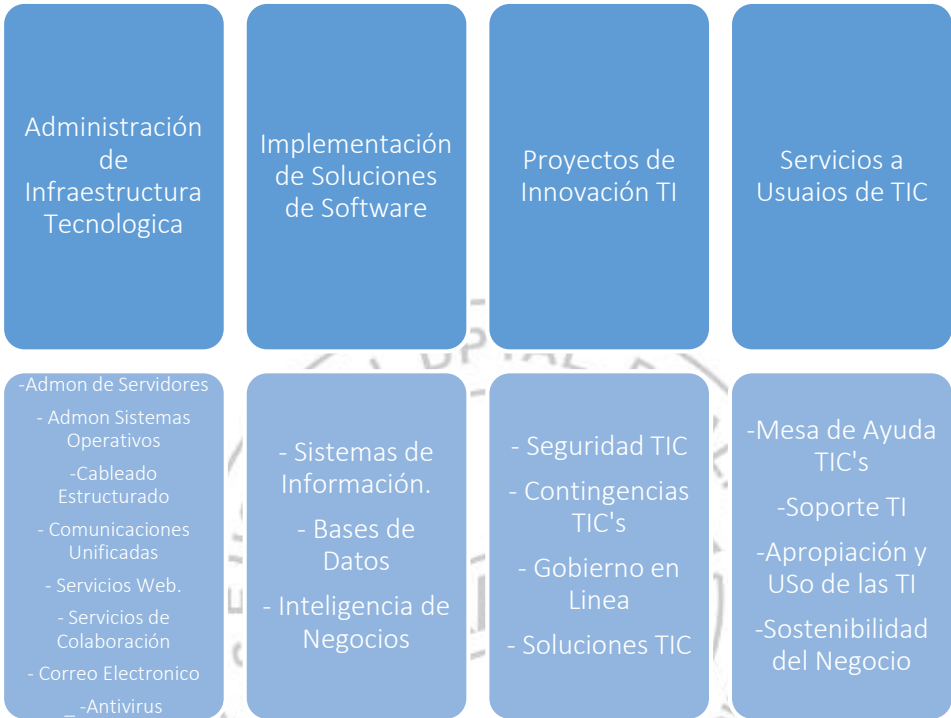 Administración
de
Infraestructura
Tecnologica
Implementación
de Soluciones
de Software
Proyectos de
Innovación TI
Servicios a
Usuaios de TIC
-Admon de Servidores
- Admon Sistemas
Operativos
-Cableado
Estructurado
- Comunicaciones
Unificadas
- Servicios Web.
- Servicios de
Colaboración
- Correo Electronico
_ -Antivirus
- Sistemas de
Información.
- Bases de
Datos
- Inteligencia de
Negocios
- Seguridad TIC
- Contingencias
TIC's
- Gobierno en
Linea
- Soluciones TIC
-Mesa de Ayuda
TIC's
-Soporte TI
-Apropiación y
USo de las TI
-Sostenibilidad
del Negocio